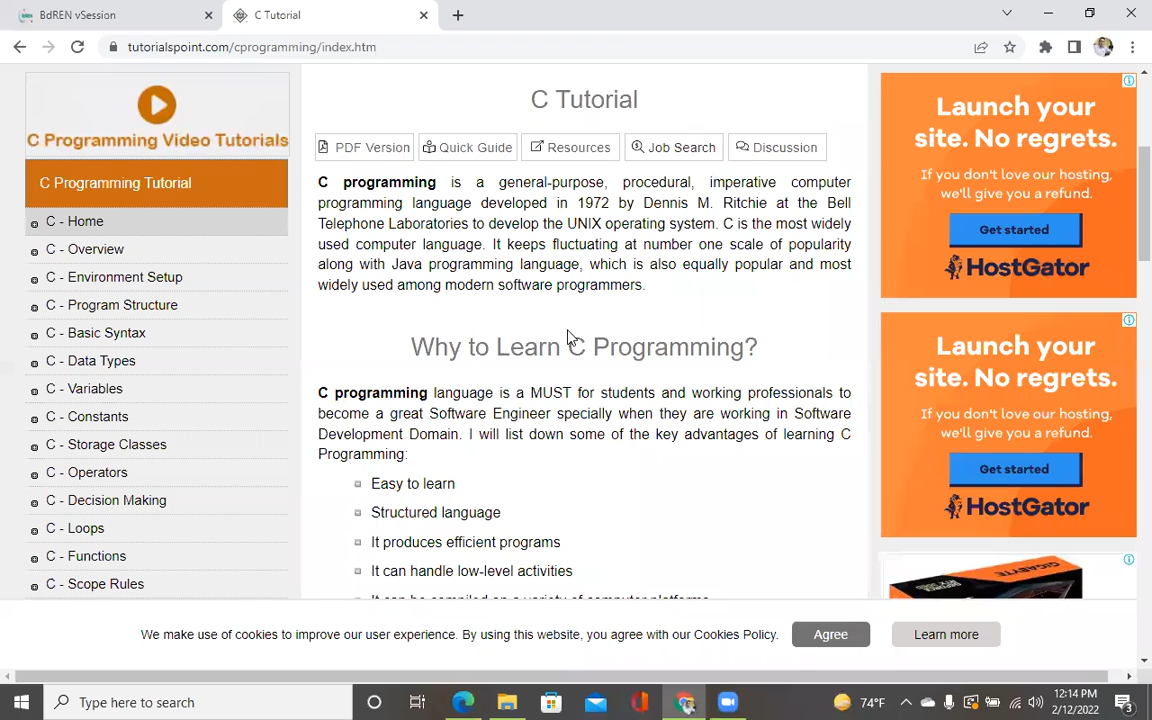 BdREN vSession
C Tutorial
tutorialspoint.com/cprogramming/index.htm
C Programming Video Tutorials
C Programming Tutorial
C - Home
C - Overview
C - Environment Setup
C - Program Structure
C - Basic Syntax
C - Data Types
C - Variables
C - Constants
C - Storage Classes
C - Operators
C - Decision Making
C - Loops
C - Functions
C - Scope Rules
C Tutorial
PDF Version
Quick Guide
Resources
Job Search
Discussion
C programming is a general-purpose, procedural, imperative computer
programming language developed in 1972 by Dennis M. Ritchie at the Bell
Telephone Laboratories to develop the UNIX operating system. C is the most widely
used computer language. It keeps fluctuating at number one scale of popularity
along with Java programming language, which is also equally popular and most
widely used among modern software programmers.
Why to Learn C Programming?
C programming language is a MUST for students and working professionals to
become a great Software Engineer specially when they are working in Software
Development Domain. I will list down some of the key advantages of learning C
Programming:
Easy to learn
Structured language
It produces efficient programs
It can handle low-level activities
It can be compiled on a variety of computer platforms
Launch your
site. No regrets.
If you don't love our hosting,
we'll give you a refund.
Get started
HostGator
Launch your
site. No regrets.
If you don't love our hosting,
we'll give you a refund.
Get started
HostGator
GIGABYTE
We make use of cookies to improve our user experience. By using this website, you agree with our Cookies Policy.
Agree
Learn more
Type here to search
74°F
12:14 PM
2/12/2022
3